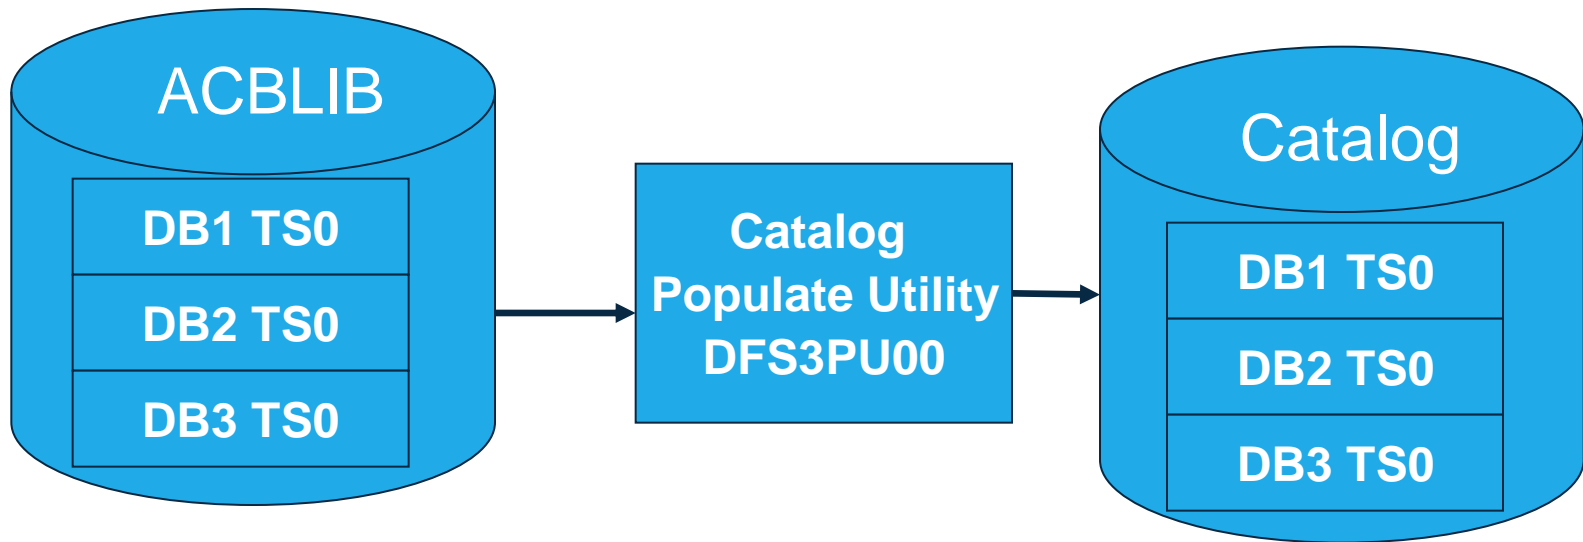 ACBLIB
DB1 TS0
DB2 TS0
DB3 TS0
Catalog
Populate Utility
DFS3PU00
Catalog
DB1 TS0
DB2 TS0
DB3 TS0